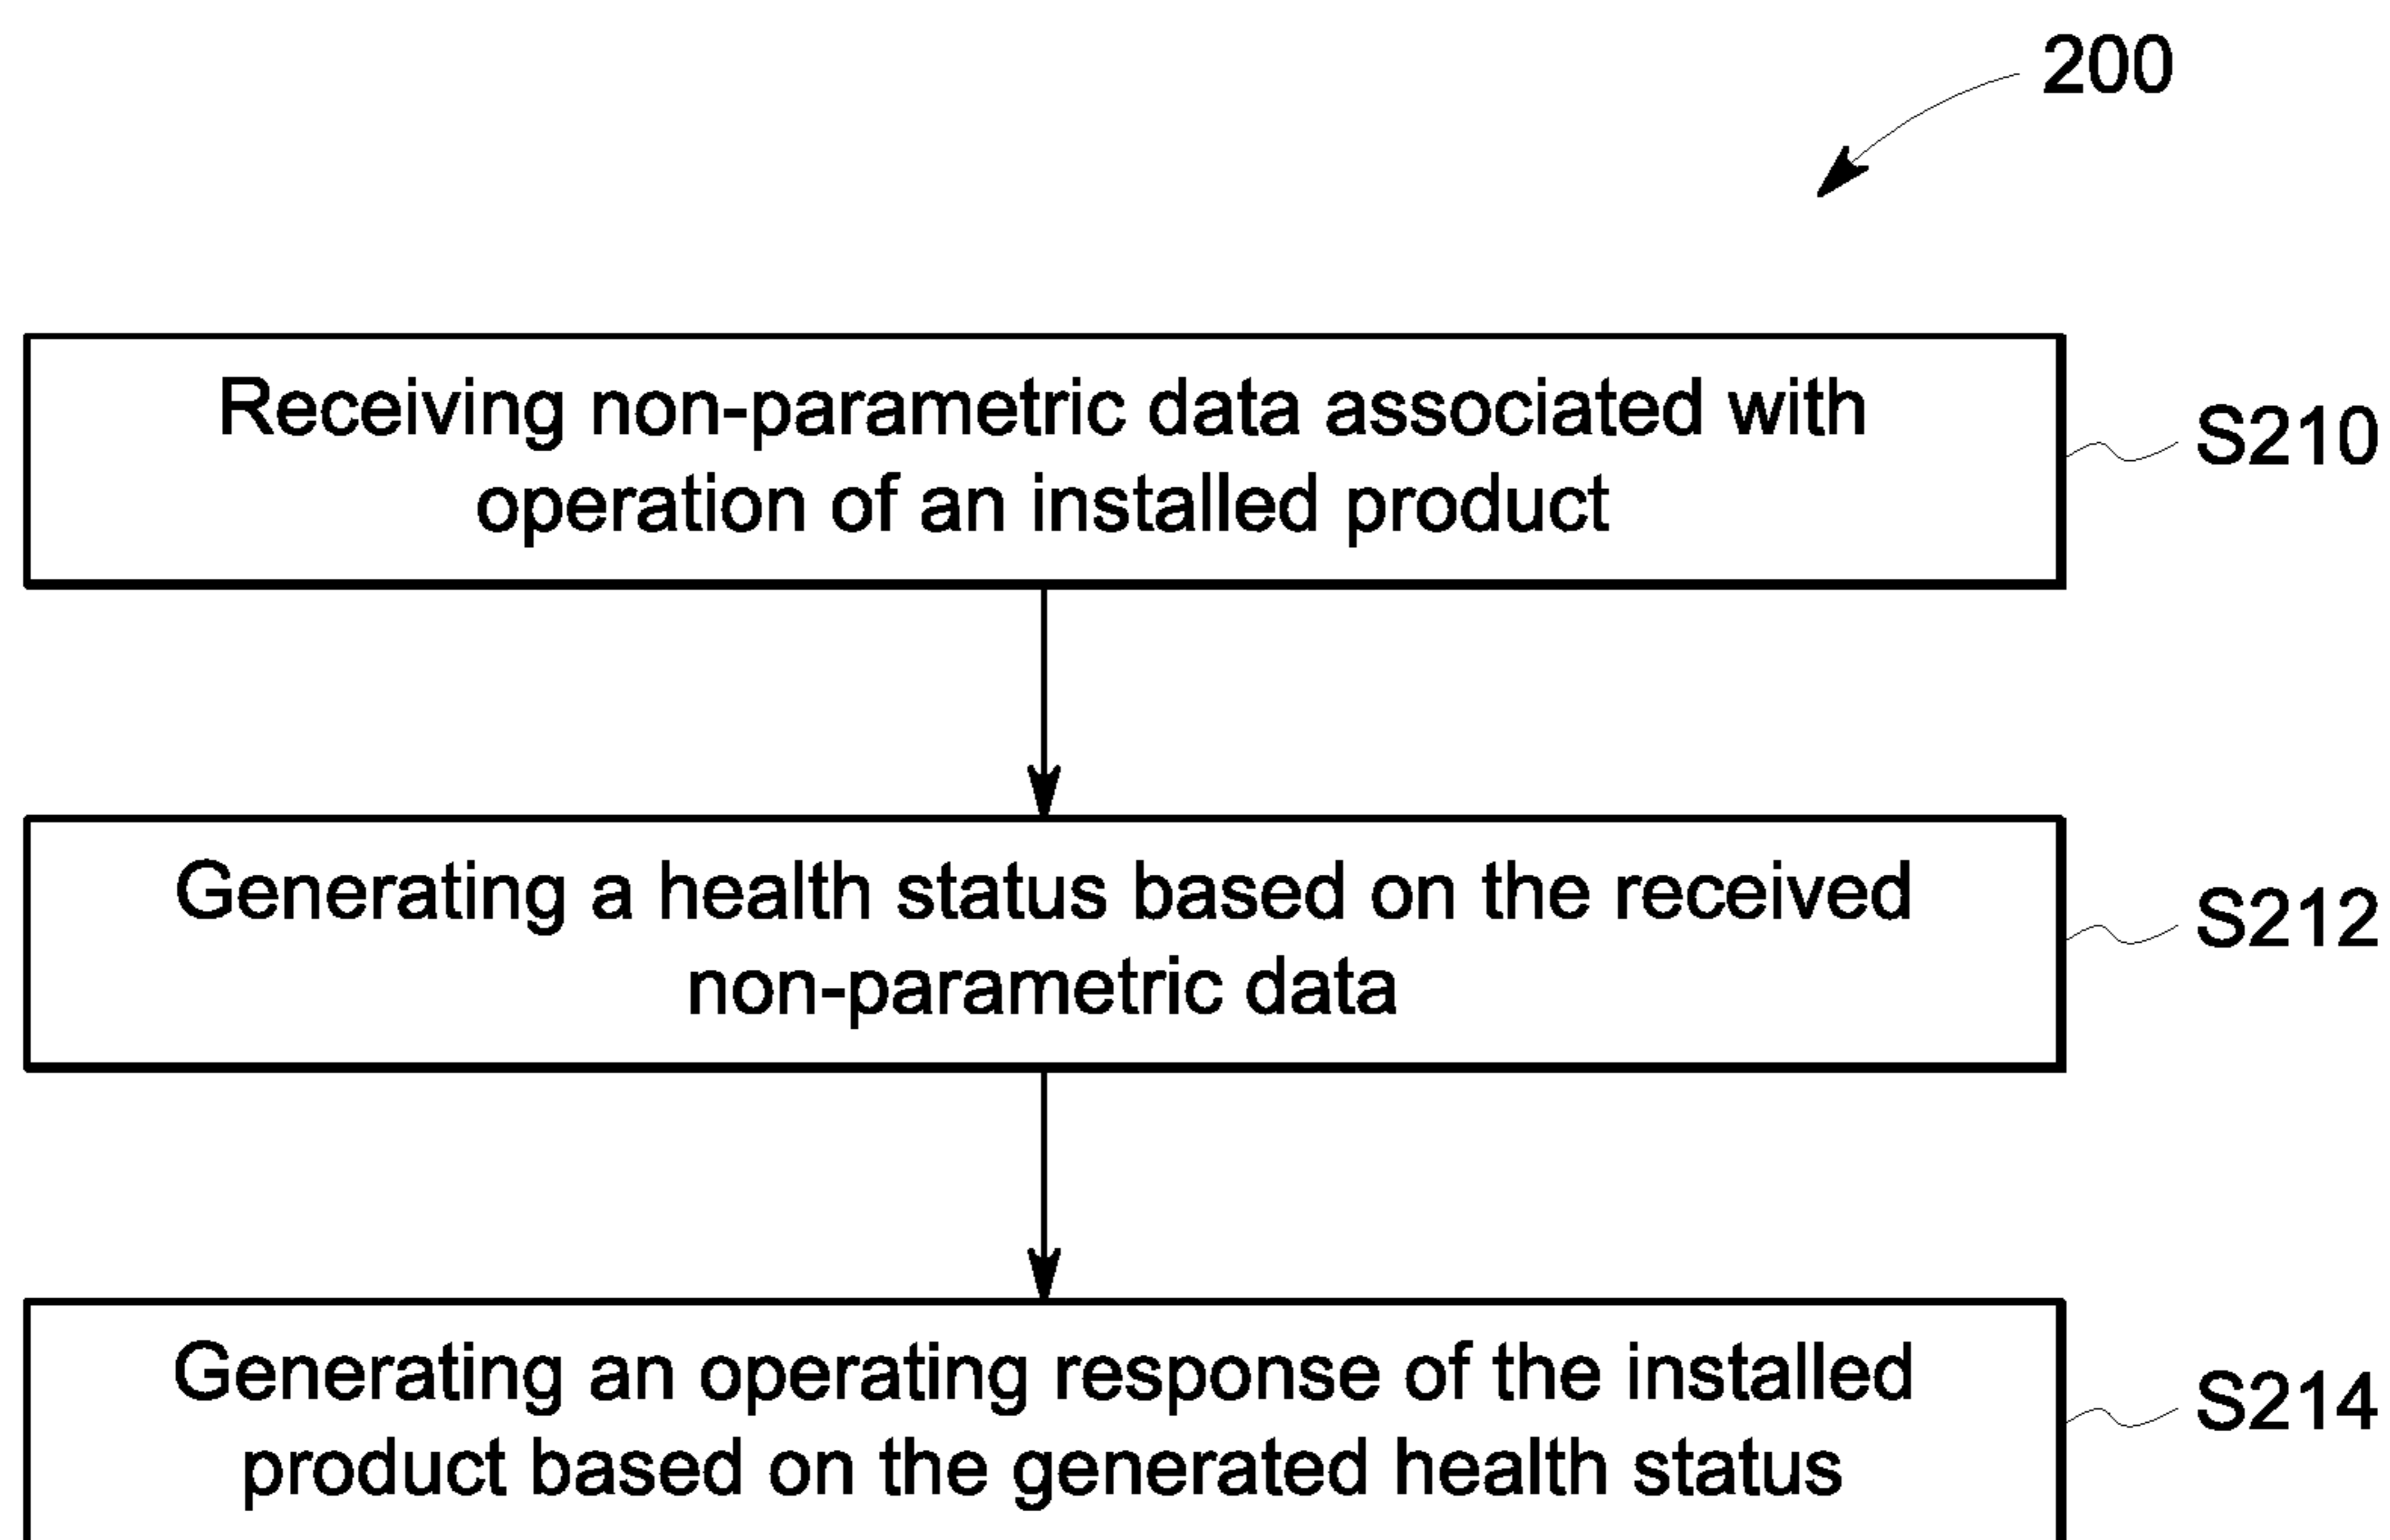 200
Receiving non-parametric data associated with
operation of an installed product
S210
Generating a health status based on the received
non-parametric data
S212
Generating an operating response of the installed
product based on the generated health status
S214